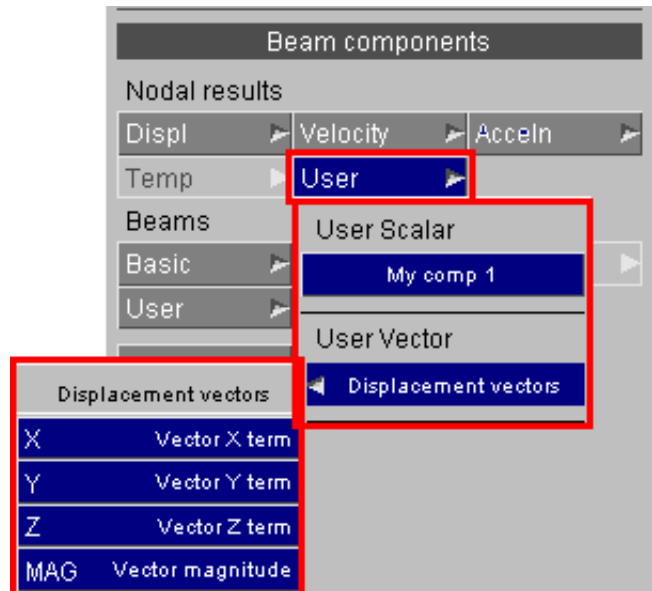 Beam components
Nodal results
Displ Velocity Acceln
Temp User
Beams
Basic
User
User Scalar
My comp 1
User Vector
Displacement vectors
Displacement vectors
X Vector X term
Y Vector Y term
Z Vector Z term
MAG Vector magnitude